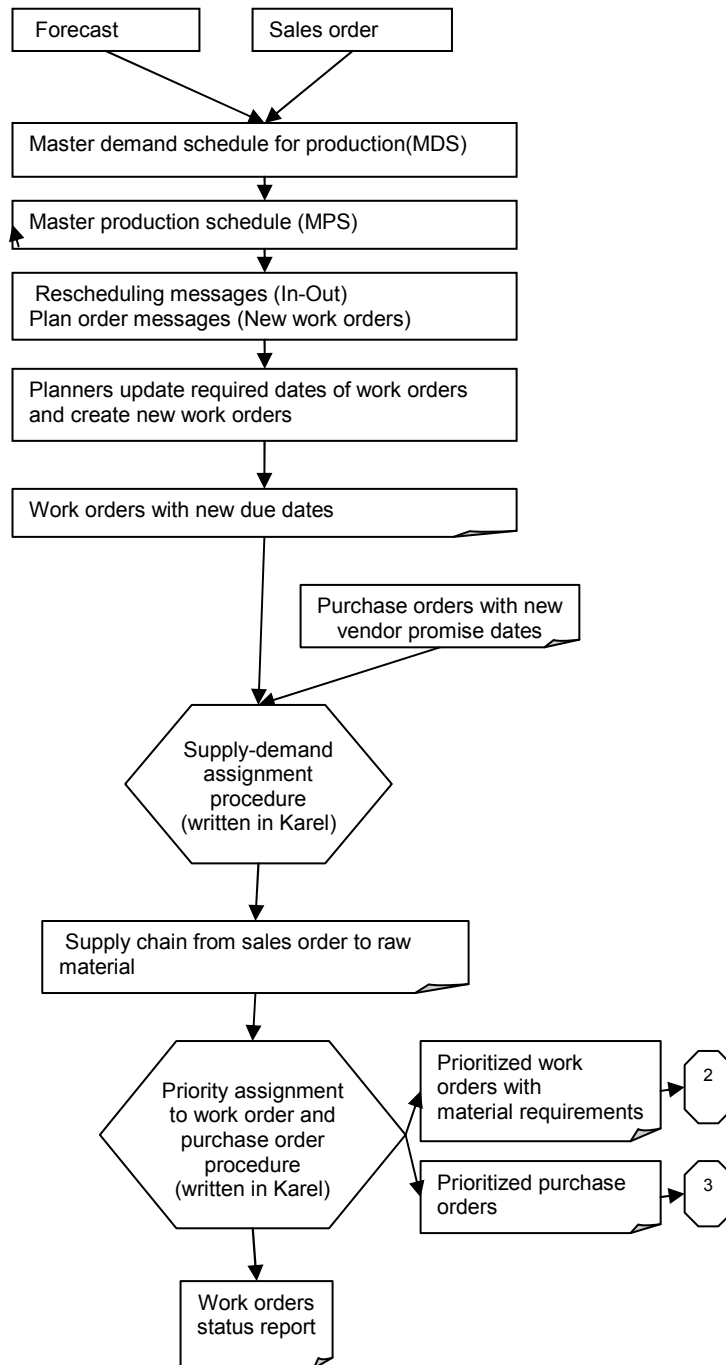 Forecast
Sales order
Master demand schedule for production(MDS)
Master production schedule (MPS)
Rescheduling messages (In-Out)
Plan order messages (New work orders)
Planners update required dates of work orders
and create new work orders
Work orders with new due dates
Purchase orders with new
vendor promise dates
Supply-demand
assignment
procedure
(written in Karel)
Supply chain from sales order to raw
material
Priority assignment
to work order and
purchase order
procedure
(written in Karel)
Prioritized work
orders with
material requirements
2
Prioritized purchase
orders
3
Work orders
status report